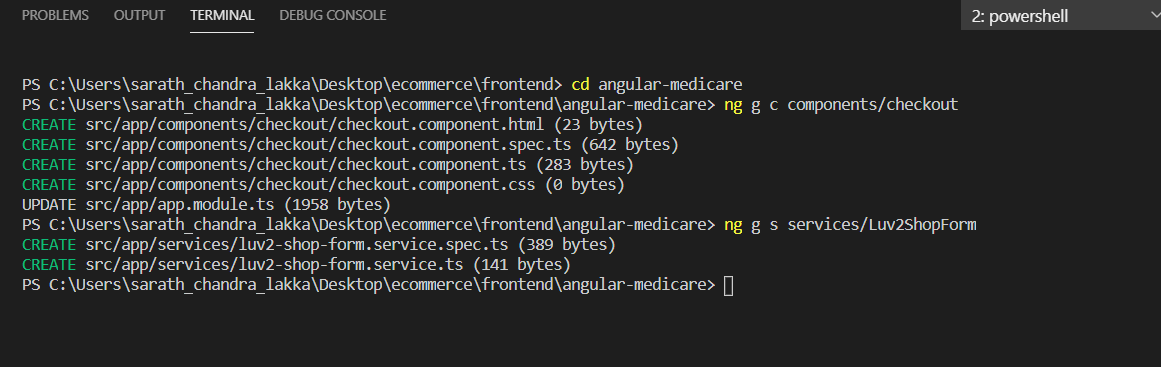 PROBLEMS OUTPUT TERMINAL DEBUG CONSOLE 2: powershell
PS C:\Users\sarath_chandra_lakka\Desktop\ecommerce\frontend> cd angular-medicare
PS C:\Users\sarath_chandra_lakka\Desktop\ecommerce\frontend\angular-medicare> ng g c components/checkout
CREATE src/app/components/checkout/checkout.component.html (23 bytes)
CREATE src/app/components/checkout/checkout.component.spec.ts (642 bytes)
CREATE src/app/components/checkout/checkout.component.ts (283 bytes)
CREATE src/app/components/checkout/checkout.component.css (0 bytes)
UPDATE src/app/app.module.ts (1958 bytes)
PS C:\Users\sarath_chandra_lakka\Desktop\ecommerce\frontend\angular-medicare> ng g s services/Luv2ShopForm
CREATE src/app/services/luv2-shop-form.service.spec.ts (389 bytes)
CREATE src/app/services/luv2-shop-form.service.ts (141 bytes)
PS C:\Users\sarath_chandra_lakka\Desktop\ecommerce\frontend\angular-medicare>